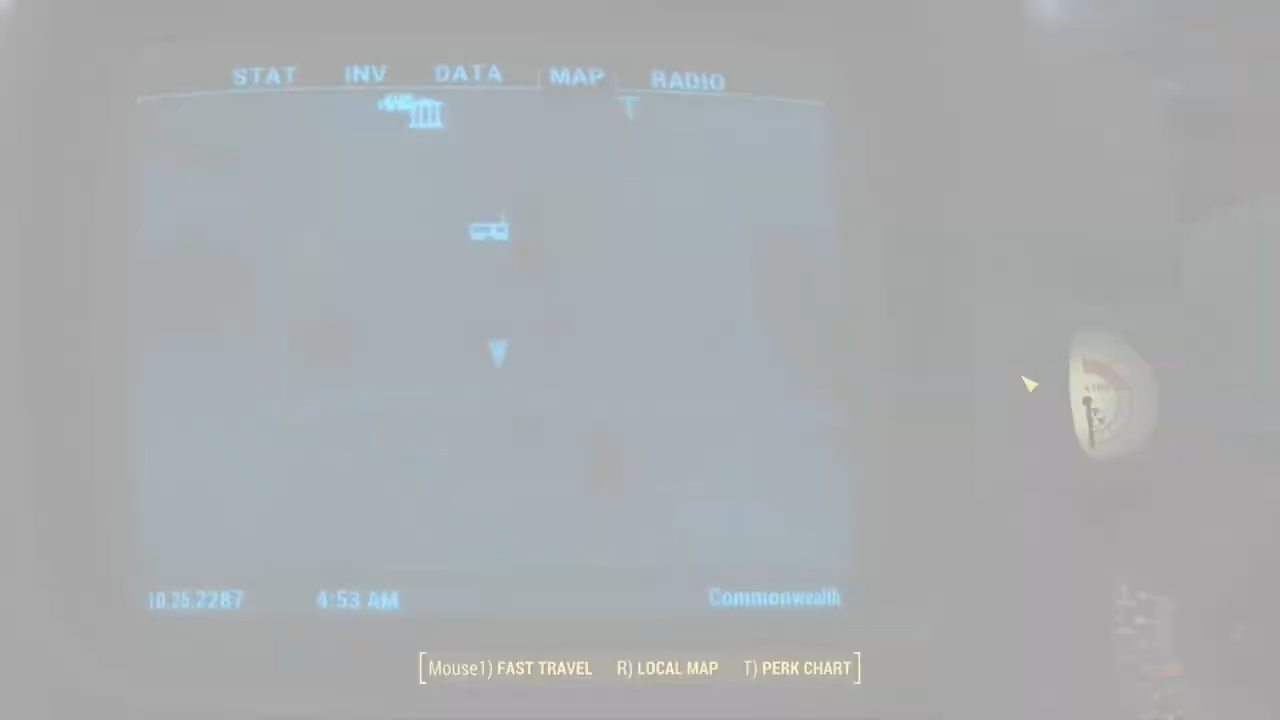 STAT INV DATA MAP RADIO
10.25.2287 4:53 AM Commonwealth
[Mouse1) FAST TRAVEL R) LOCAL MAP T) PERK CHART]